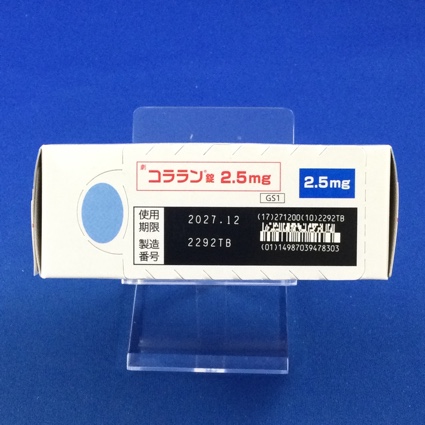 劇 コララン®錠 2.5mg
2.5mg
GS1
使用期限 2027.12
製造番号 2292TB
(17)271200(10)2292TB
(01)14987039478303